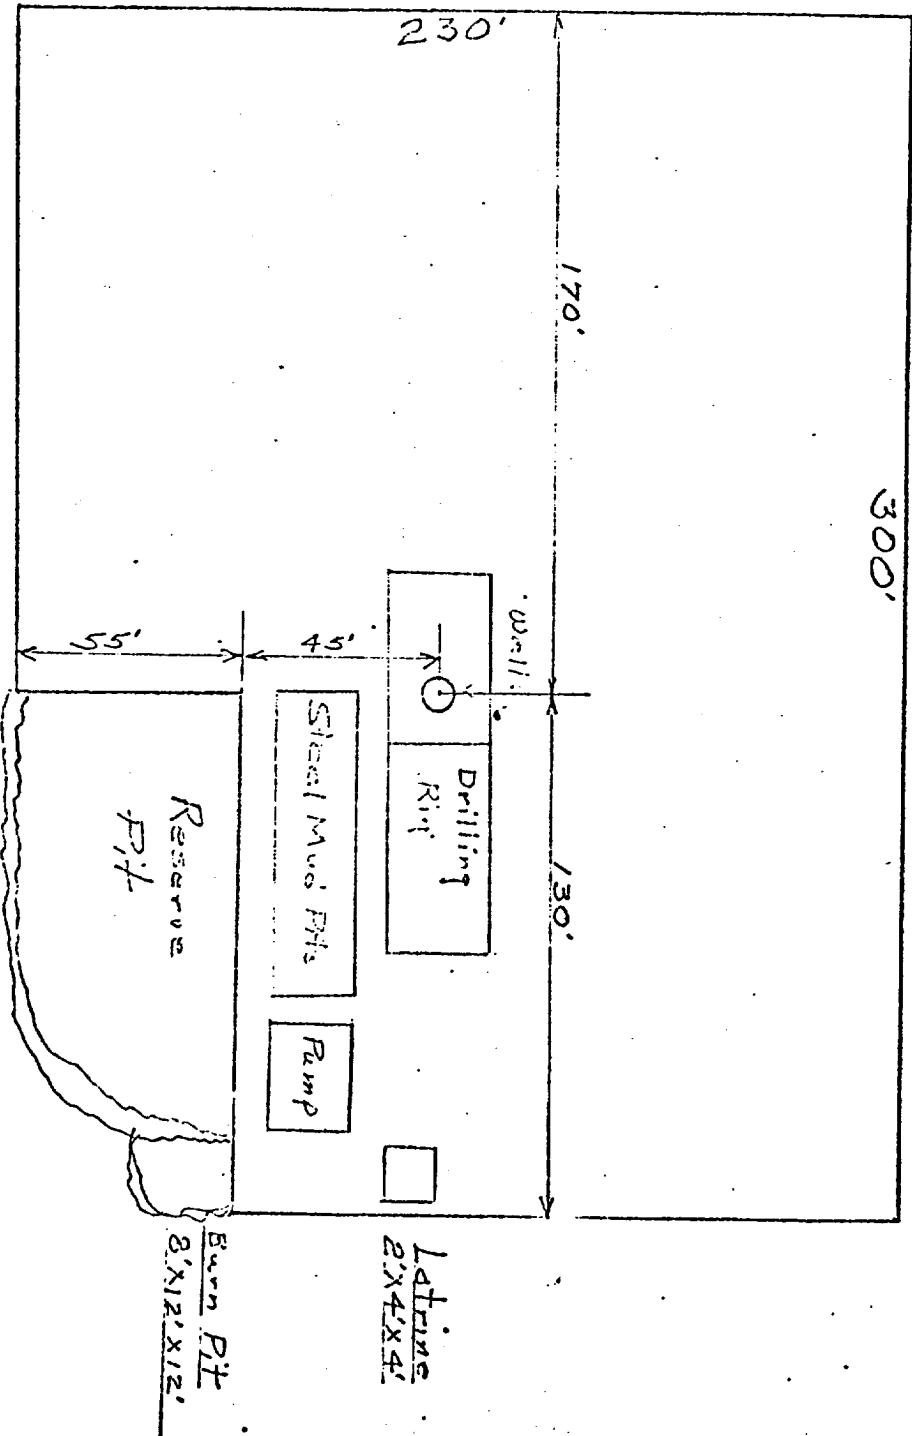 230'
300'
170'
130'
55'
45'
Well
Drilling
Rig
Steel Mud Pits
Reserve
Pit
Pump
Latrine
2'X4'X4'
Burn Pit
8'X12'X12'